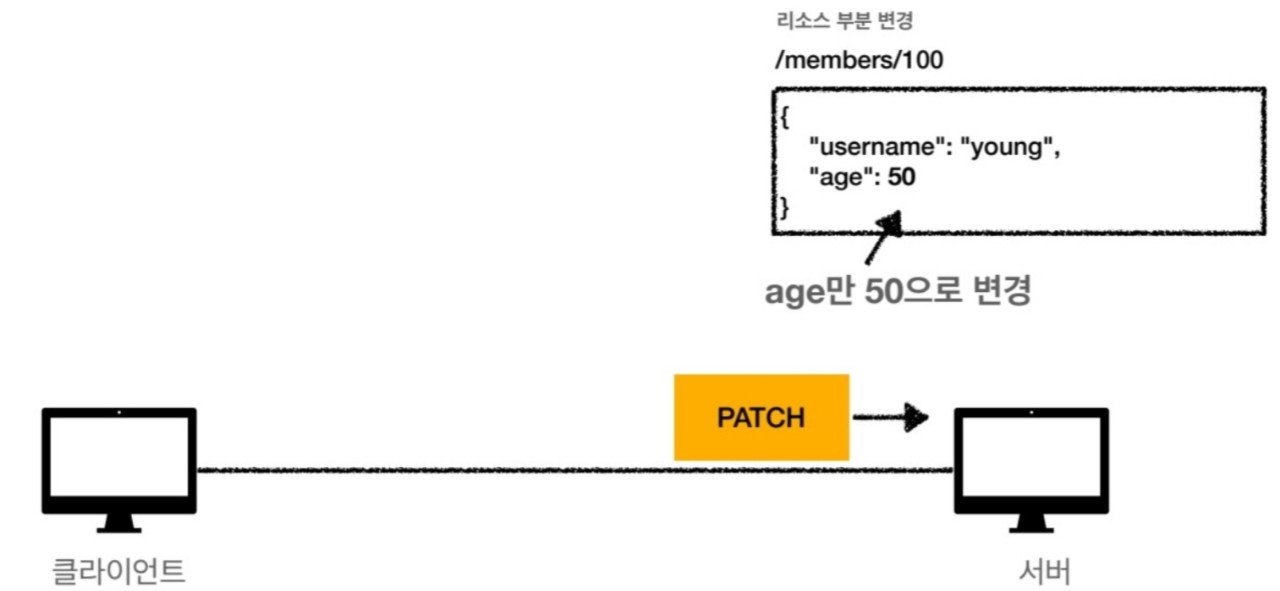 리소스 부분 변경
/members/100
{
"username": "young",
"age": 50
}
age만 50으로 변경
PATCH
클라이언트
서버